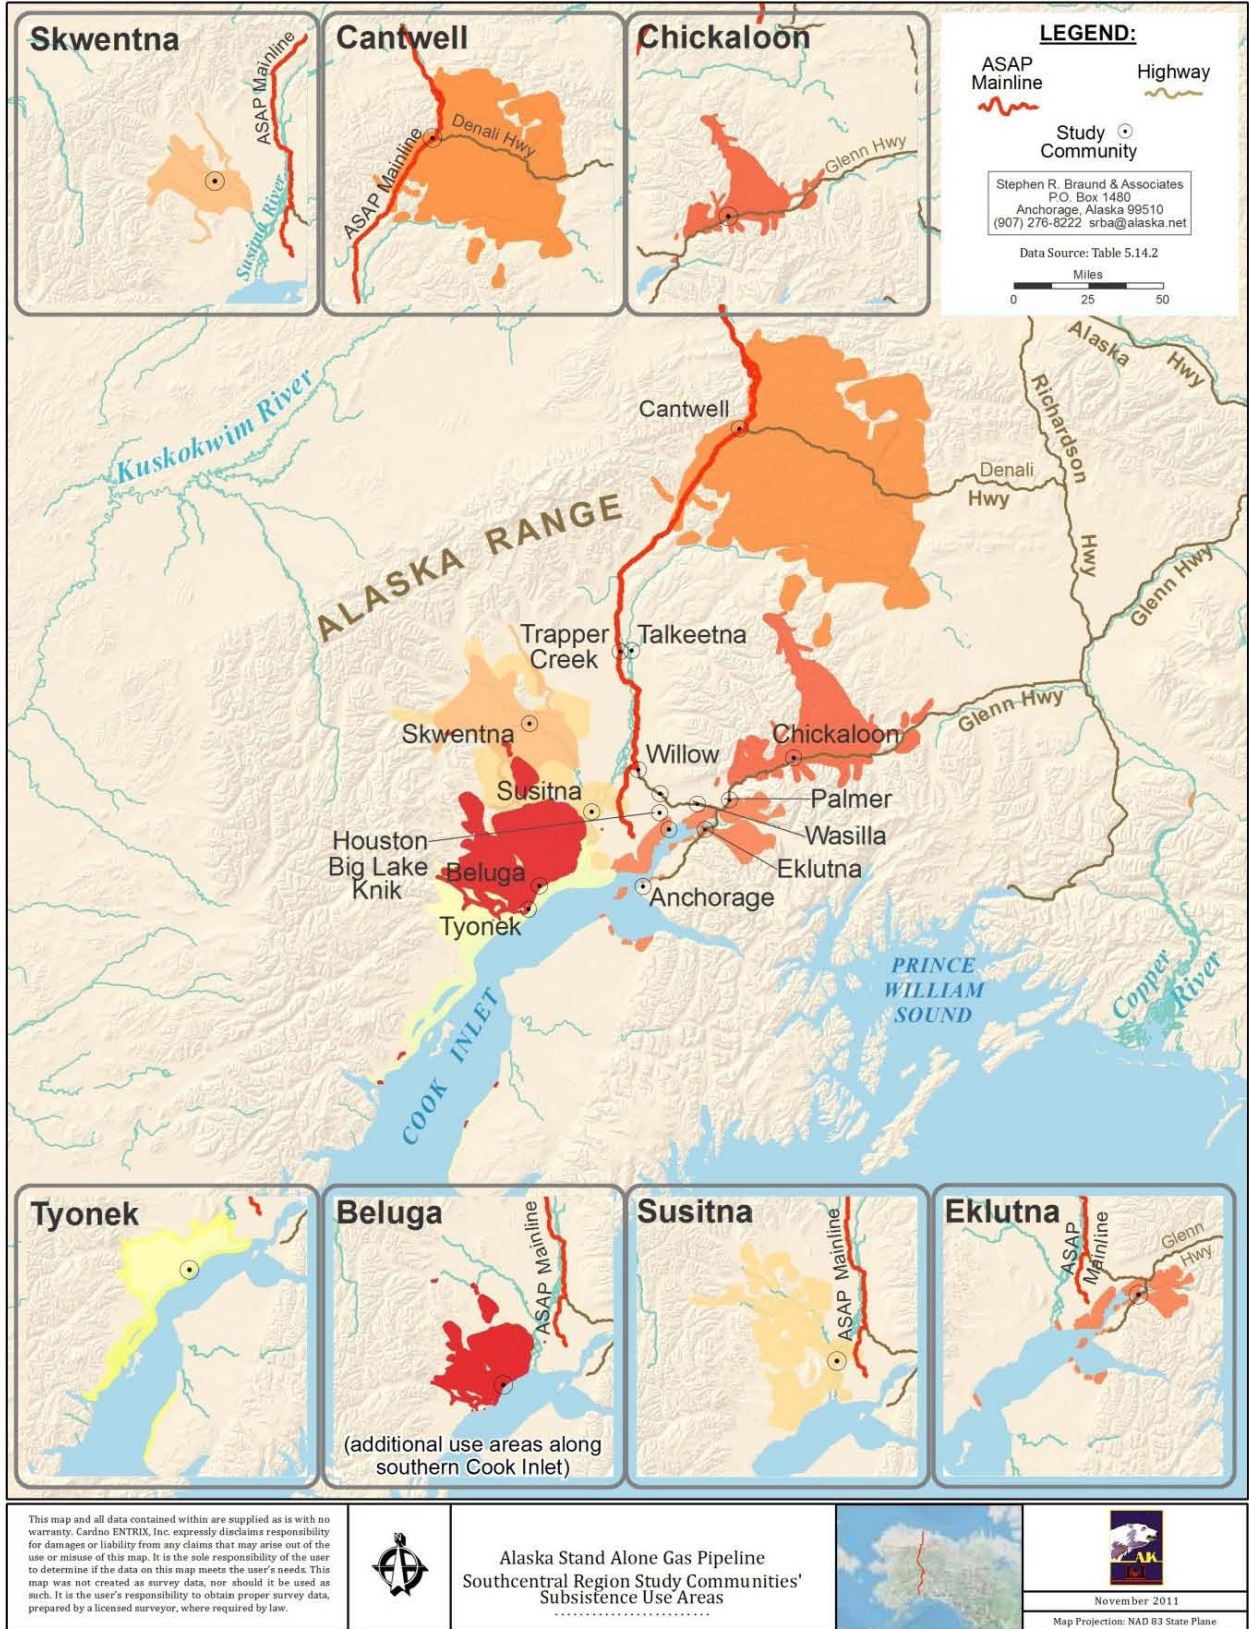 Skwentna
ASAP Mainline
Susitna River
Cantwell
Denali Hwy
ASAP Mainline
Chickaloon
Glenn Hwy
LEGEND:
ASAP
Mainline
Highway
Study
Community
Stephen R. Braund & Associates
P.O. Box 1480
Anchorage, Alaska 99510
(907) 276-8222 srba@alaska.net
Data Source: Table 5.14.2
Miles
0 25 50
Alaska Hwy
Richardson Hwy
Kuskokwim River
Cantwell
Denali
Hwy
ALASKA RANGE
Glenn Hwy
Trapper
Creek
Talkeetna
Glenn Hwy
Skwentna
Chickaloon
Willow
Susitna
Palmer
Houston
Big Lake
Knik
Wasilla
Beluga
Eklutna
Anchorage
Tyonek
PRINCE
WILLIAM
SOUND
Copper River
COOK INLET
Tyonek
Beluga
ASAP Mainline
(additional use areas along
southern Cook Inlet)
Susitna
ASAP Mainline
Eklutna
ASAP
Mainline
Glenn
Hwy
This map and all data contained within are supplied as is with no
warranty. Cardno ENTRIX, Inc. expressly disclaims responsibility
for damages or liability from any claims that may arise out of the
use or misuse of this map. It is the sole responsibility of the user
to determine if the data on this map meets the user's needs. This
map was not created as survey data, nor should it be used as
such. It is the user's responsibility to obtain proper survey data,
prepared by a licensed surveyor, where required by law.
Alaska Stand Alone Gas Pipeline
Southcentral Region Study Communities'
Subsistence Use Areas
AK
November 2011
Map Projection: NAD 83 State Plane